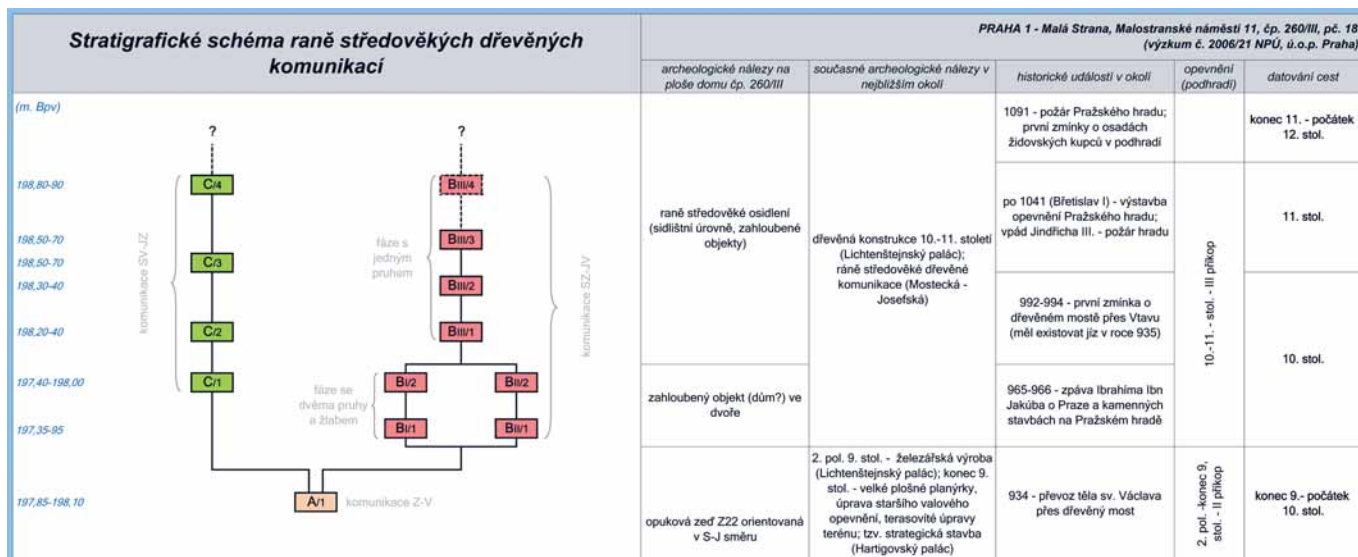 Stratigrafické schéma raně středověkých dřevěných
komunikací
PRAHA 1 - Malá Strana, Malostranské náměstí 11, čp. 260/III, pč. 18
(výzkum č. 2006/21 NPÚ, ú.o.p. Praha)
archeologické nálezy na
ploše domu čp. 260/III
současné archeologické nálezy v
nejbližším okolí
historické události v okolí
opevnění
(podhradí)
datování cest
(m. Bpv)
?
?
198,80-90
C/4
BIII/4
198,50-70
BIII/3
198,50-70
C/3
198,30-40
BIII/2
198,20-40
C/2
BIII/1
197,40-198,00
C/1
BI/2
BII/2
197,35-95
BI/1
BII/1
197,85-198,10
A/1
komunikace Z-V
komunikace SV-JZ
fáze s
jedným
pruhem
komunikace SZ-JV
fáze se
dvěma pruhy
a žlabem
raně středověké osidlení
(sidlištní úrovně, zahloubené
objekty)
zahloubený objekt (dům?) ve
dvoře
opuková zeď Z22 orientovaná
v S-J směru
dřevěná konstrukce 10.-11. století
(Lichtenštejnský palác);
ráně středověké dřevěné
komunikace (Mostecká -
Josefská)
2. pol. 9. stol. - železářská výroba
(Lichtenštejnský palác); konec 9.
stol. - velké plošné planýrky,
úprava staršího valového
opevnění, terasovíté úpravy
terénu; tzv. strategická stavba
(Hartigovský palác)
1091 - požár Pražského hradu;
první zmínky o osadách
židovských kupců v podhradí
po 1041 (Břetislav I) - výstavba
opevnění Pražského hradu;
vpád Jindřicha III. - požár hradu
992-994 - první zmínka o
dřevěném mostě přes Vtavu
(měl existovat jíz v roce 935)
965-966 - zpáva Ibrahíma Ibn
Jakúba o Praze a kamenných
stavbách na Pražském hradě
934 - převoz těla sv. Václava
přes dřevěný most
10.-11. - stol. - III příkop
2. pol. -konec 9,
stol. - II příkop
konec 11. - počátek
12. stol.
11. stol.
10. stol.
konec 9.- počátek
10. stol.